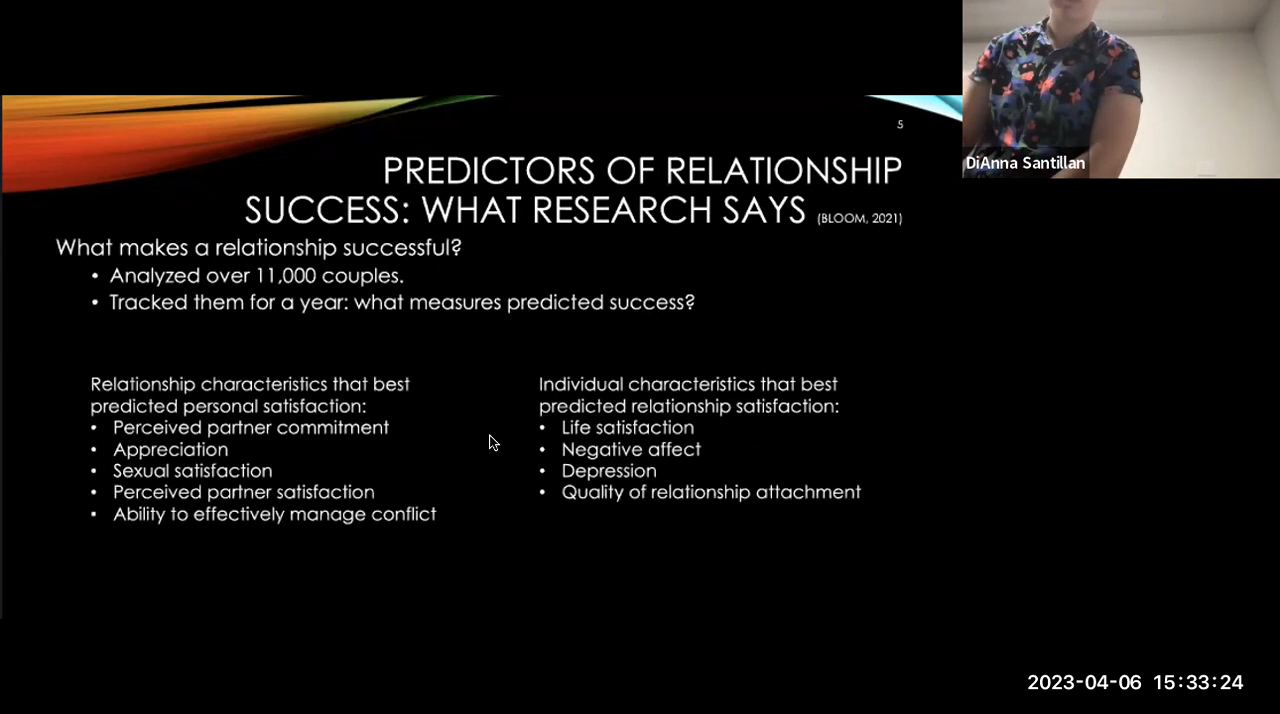 5
PREDICTORS OF RELATIONSHIP
SUCCESS: WHAT RESEARCH SAYS (BLOOM, 2021)
DiAnna Santillan
What makes a relationship successful?
• Analyzed over 11,000 couples.
• Tracked them for a year: what measures predicted success?
Relationship characteristics that best
predicted personal satisfaction:
• Perceived partner commitment
• Appreciation
• Sexual satisfaction
• Perceived partner satisfaction
▪ Ability to effectively manage conflict
Individual characteristics that best
predicted relationship satisfaction:
• Life satisfaction
• Negative affect
• Depression
• Quality of relationship attachment
2023-04-06 15:33:24